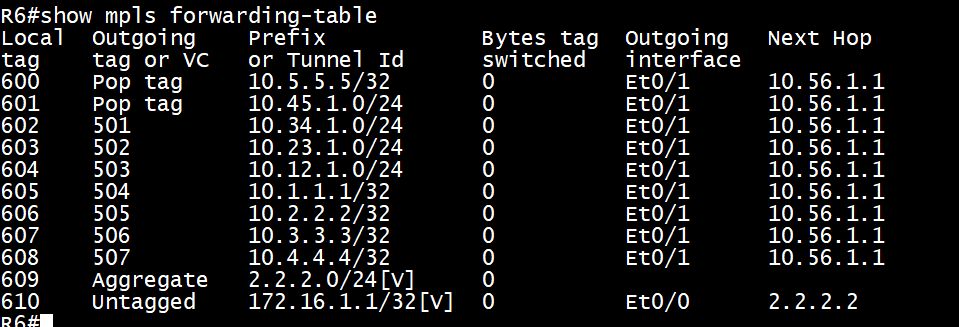 R6#show mpls forwarding-table
Local  Outgoing    Prefix            Bytes tag  Outgoing   Next Hop
tag    tag or VC   or Tunnel Id      switched   interface
600    Pop tag     10.5.5.5/32       0          Et0/1      10.56.1.1
601    Pop tag     10.45.1.0/24      0          Et0/1      10.56.1.1
602    501         10.34.1.0/24      0          Et0/1      10.56.1.1
603    502         10.23.1.0/24      0          Et0/1      10.56.1.1
604    503         10.12.1.0/24      0          Et0/1      10.56.1.1
605    504         10.1.1.1/32       0          Et0/1      10.56.1.1
606    505         10.2.2.2/32       0          Et0/1      10.56.1.1
607    506         10.3.3.3/32       0          Et0/1      10.56.1.1
608    507         10.4.4.4/32       0          Et0/1      10.56.1.1
609    Aggregate   2.2.2.0/24[V]     0
610    Untagged    172.16.1.1/32[V]  0          Et0/0      2.2.2.2
R6#